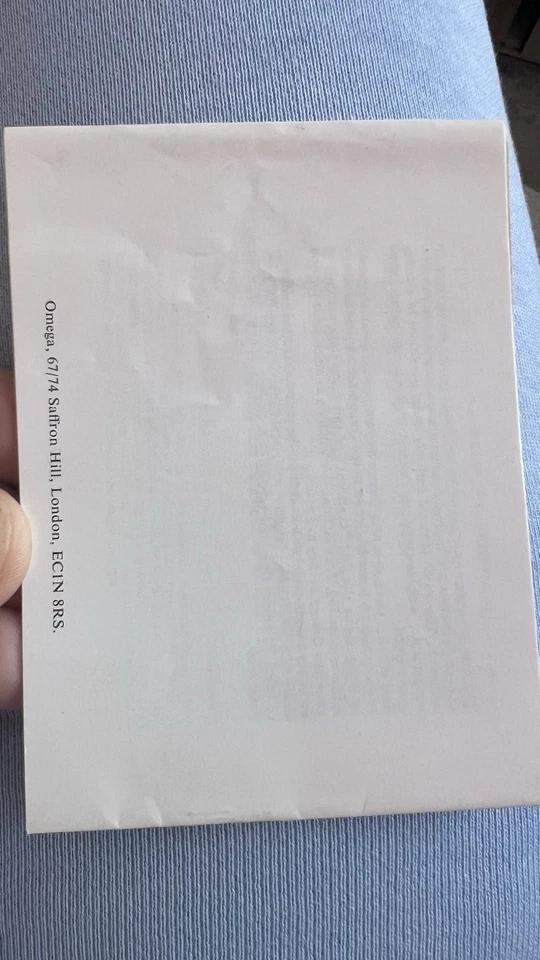 Omega, 67/74 Saffron Hill, London, EC1N 8RS.